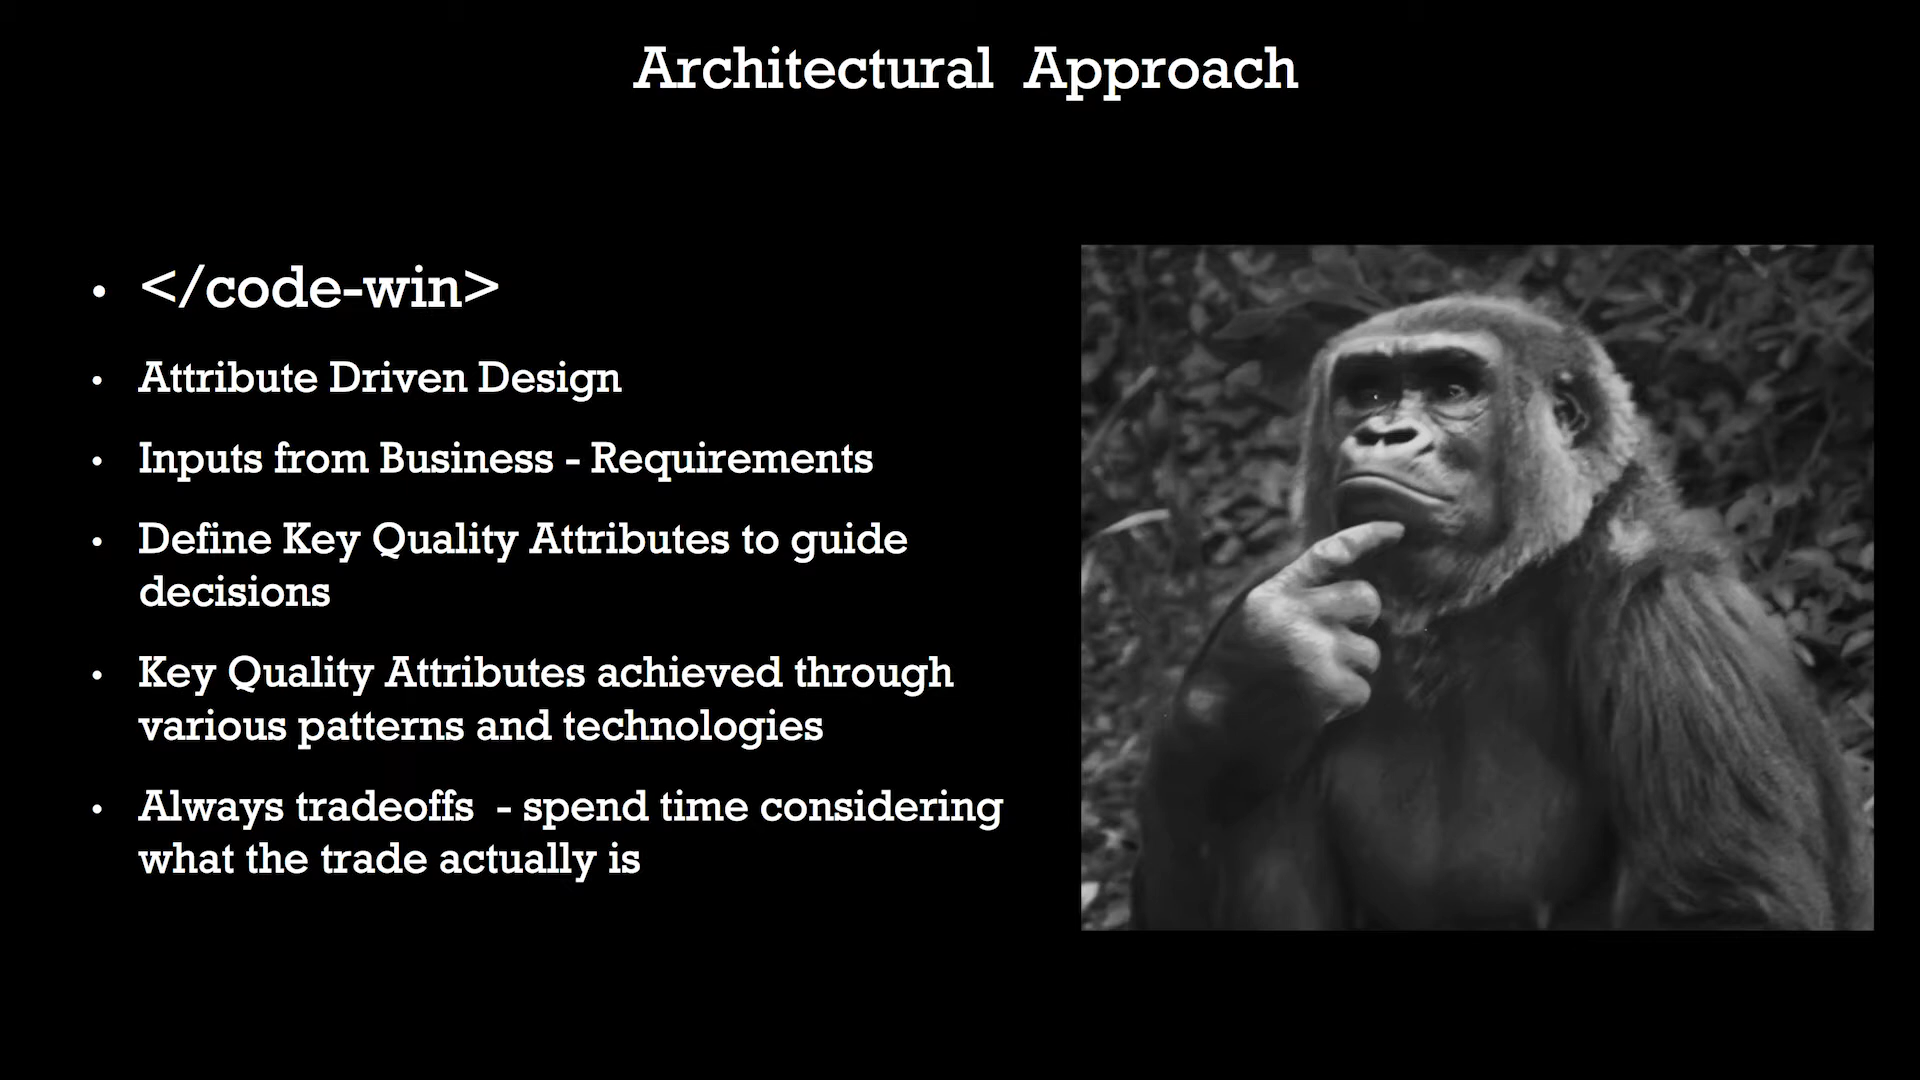 Architectural Approach
• </code-win>
• Attribute Driven Design
• Inputs from Business - Requirements
• Define Key Quality Attributes to guide
decisions
• Key Quality Attributes achieved through
various patterns and technologies
• Always tradeoffs - spend time considering
what the trade actually is